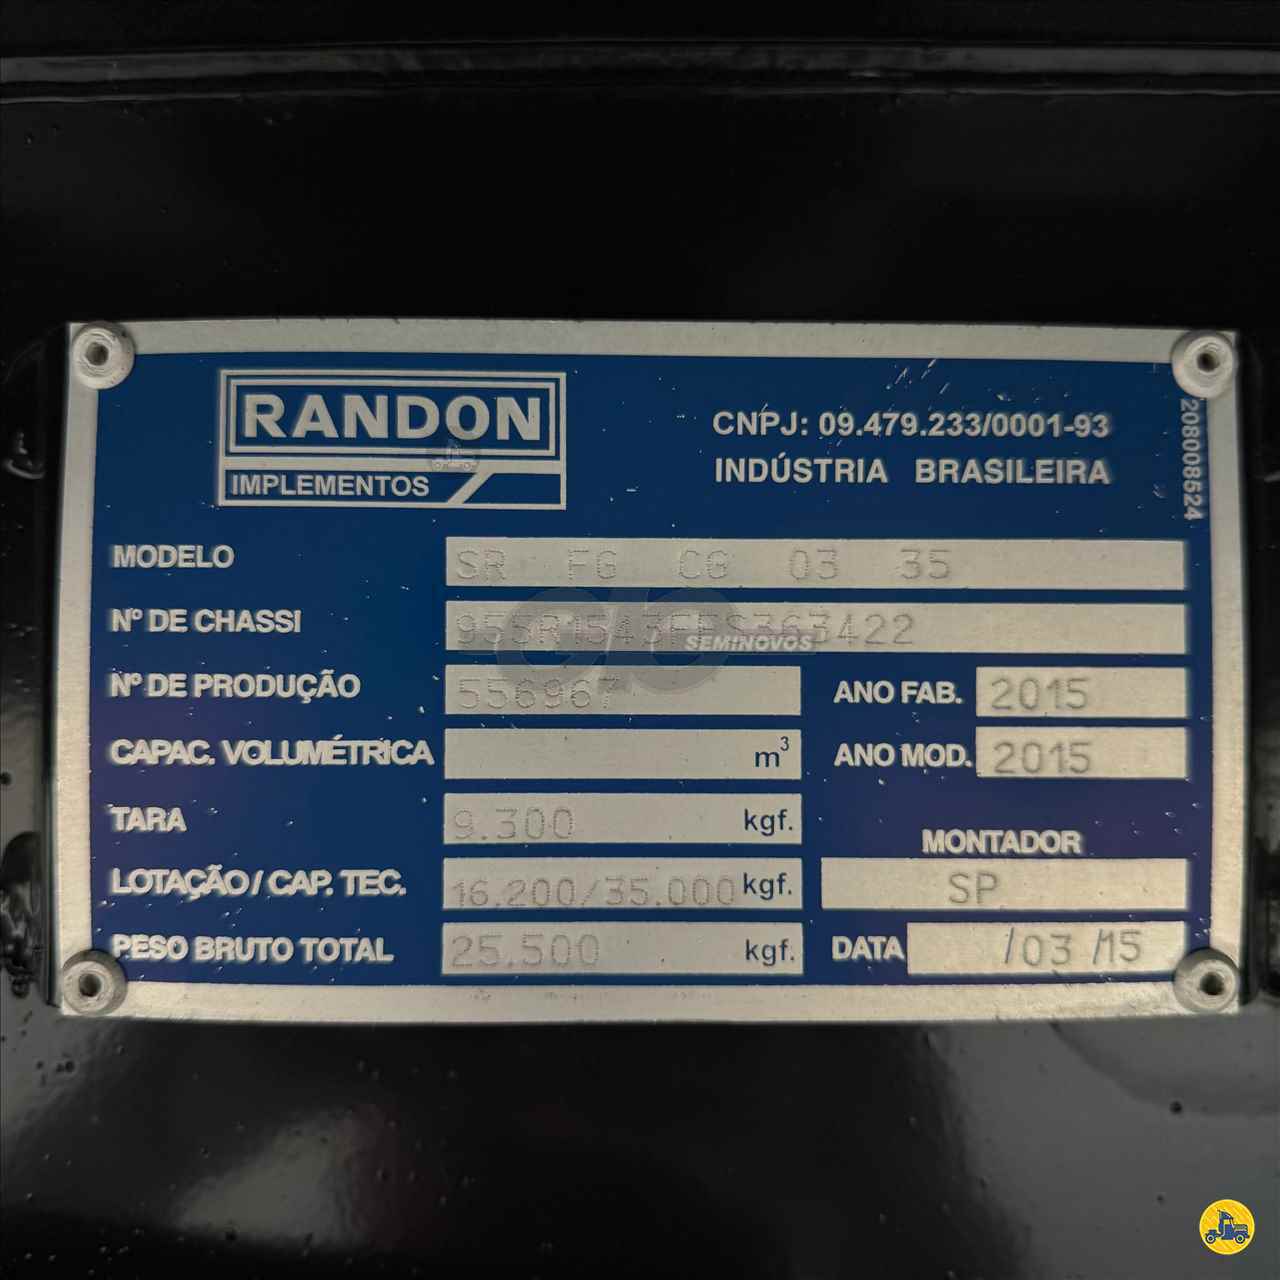 RANDON
IMPLEMENTOS
CNPJ: 09.479.233/0001-93
INDÚSTRIA BRASILEIRA
208008524
MODELO SR FG CG 03 35
Nº DE CHASSI
SEMINOVOS
Nº DE PRODUÇÃO 556967 ANO FAB. 2015
CAPAC. VOLUMÉTRICA m³ ANO MOD. 2015
TARA 9.300 kgf.
MONTADOR
LOTAÇÃO / CAP. TEC. 16.200/35.000 kgf. SP
PESO BRUTO TOTAL 25.500 kgf. DATA /03 /15